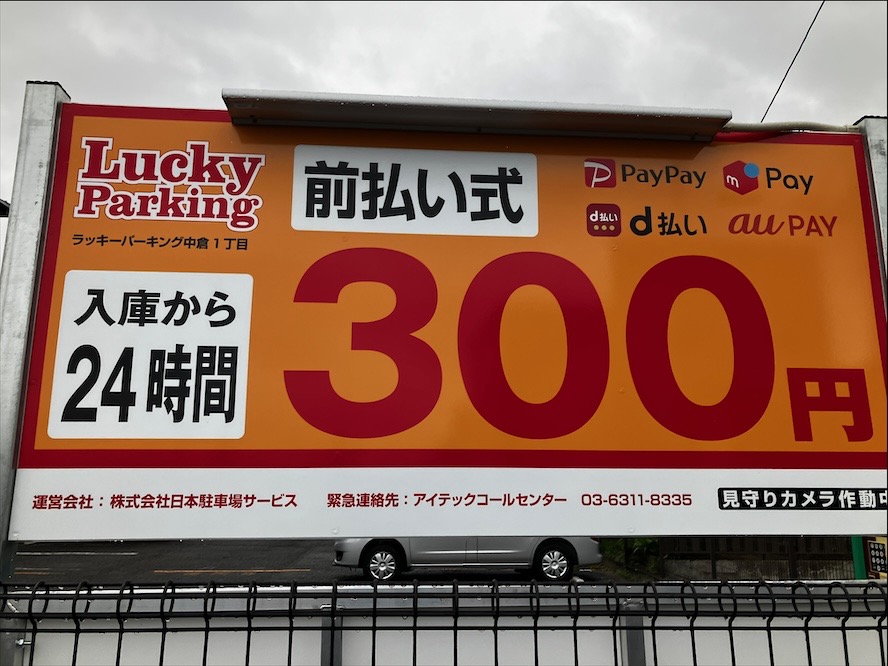 Lucky
Parking
ラッキーパーキング中倉1丁目
前払い式
PayPay
m Pay
d払い d払い
au PAY
入庫から
24時間
300円
運営会社：株式会社日本駐車場サービス 緊急連絡先：アイテックコールセンター 03-6311-8335 見守りカメラ作動中